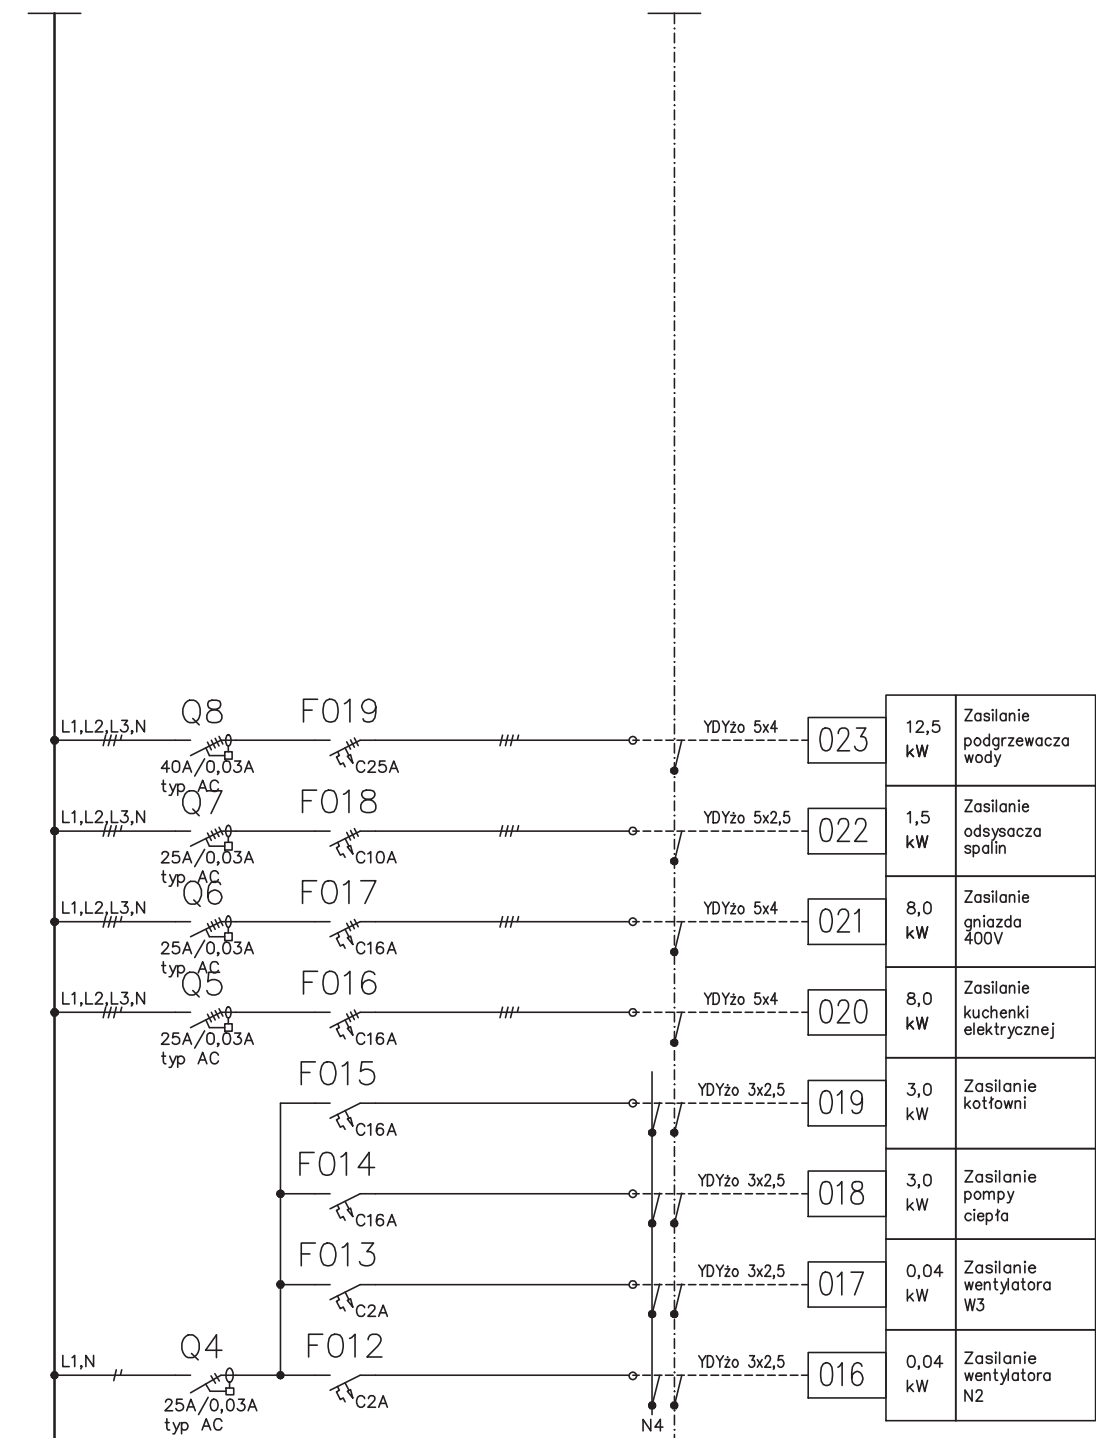 Q8
F019
L1,L2,L3,N
YDYżo 5x4
023
12,5
kW
Zasilanie
podgrzewacza
wody
40A/0,03A
typ AC
C25A
Q7
F018
L1,L2,L3,N
YDYżo 5x2,5
022
1,5
kW
Zasilanie
odsysacza
spalin
25A/0,03A
typ AC
C10A
Q6
F017
L1,L2,L3,N
YDYżo 5x4
021
8,0
kW
Zasilanie
gniazda
400V
25A/0,03A
typ AC
C16A
Q5
F016
L1,L2,L3,N
YDYżo 5x4
020
8,0
kW
Zasilanie
kuchenki
elektrycznej
25A/0,03A
typ AC
C16A
F015
YDYżo 3x2,5
019
3,0
kW
Zasilanie
kotłowni
C16A
F014
YDYżo 3x2,5
018
3,0
kW
Zasilanie
pompy
ciepła
C16A
F013
YDYżo 3x2,5
017
0,04
kW
Zasilanie
wentylatora
W3
C2A
Q4
F012
L1,N
YDYżo 3x2,5
016
0,04
kW
Zasilanie
wentylatora
N2
25A/0,03A
typ AC
C2A
N4